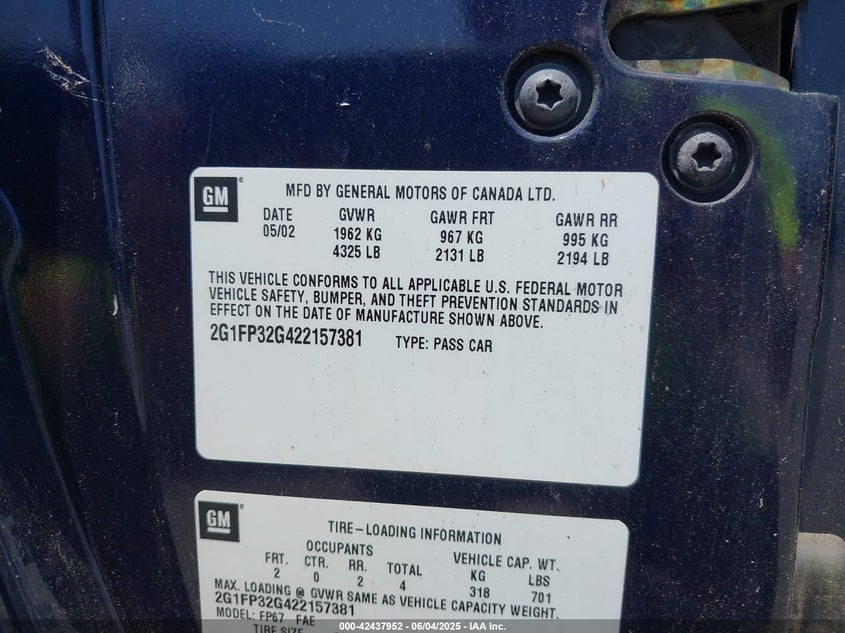 GM
MFD BY GENERAL MOTORS OF CANADA LTD.
DATE GVWR GAWR FRT GAWR RR
05/02 1962 KG 967 KG 995 KG
4325 LB 2131 LB 2194 LB
THIS VEHICLE CONFORMS TO ALL APPLICABLE U.S. FEDERAL MOTOR
VEHICLE SAFETY, BUMPER, AND THEFT PREVENTION STANDARDS IN
EFFECT ON THE DATE OF MANUFACTURE SHOWN ABOVE.
2G1FP32G422157381 TYPE: PASS CAR
GM
TIRE-LOADING INFORMATION
OCCUPANTS VEHICLE CAP. WT.
FRT. CTR. RR. TOTAL KG LBS
2 0 2 4 318 701
MAX. LOADING @ GVWR SAME AS VEHICLE CAPACITY WEIGHT.
2G1FP32G422157381
MODEL: FP67 FAE
TIRE SIZE
000 - 42437952 - 06/04/2025 - IAA Inc.